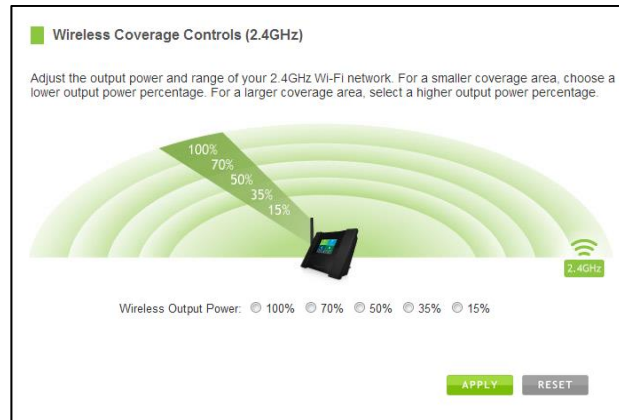 Wireless Coverage Controls (2.4GHz)
Adjust the output power and range of your 2.4GHz Wi-Fi network. For a smaller coverage area, choose a
lower output power percentage. For a larger coverage area, select a higher output power percentage.
100%
70%
50%
35%
15%
2.4GHz
Wireless Output Power: 100% 70% 50% 35% 15%
APPLY RESET